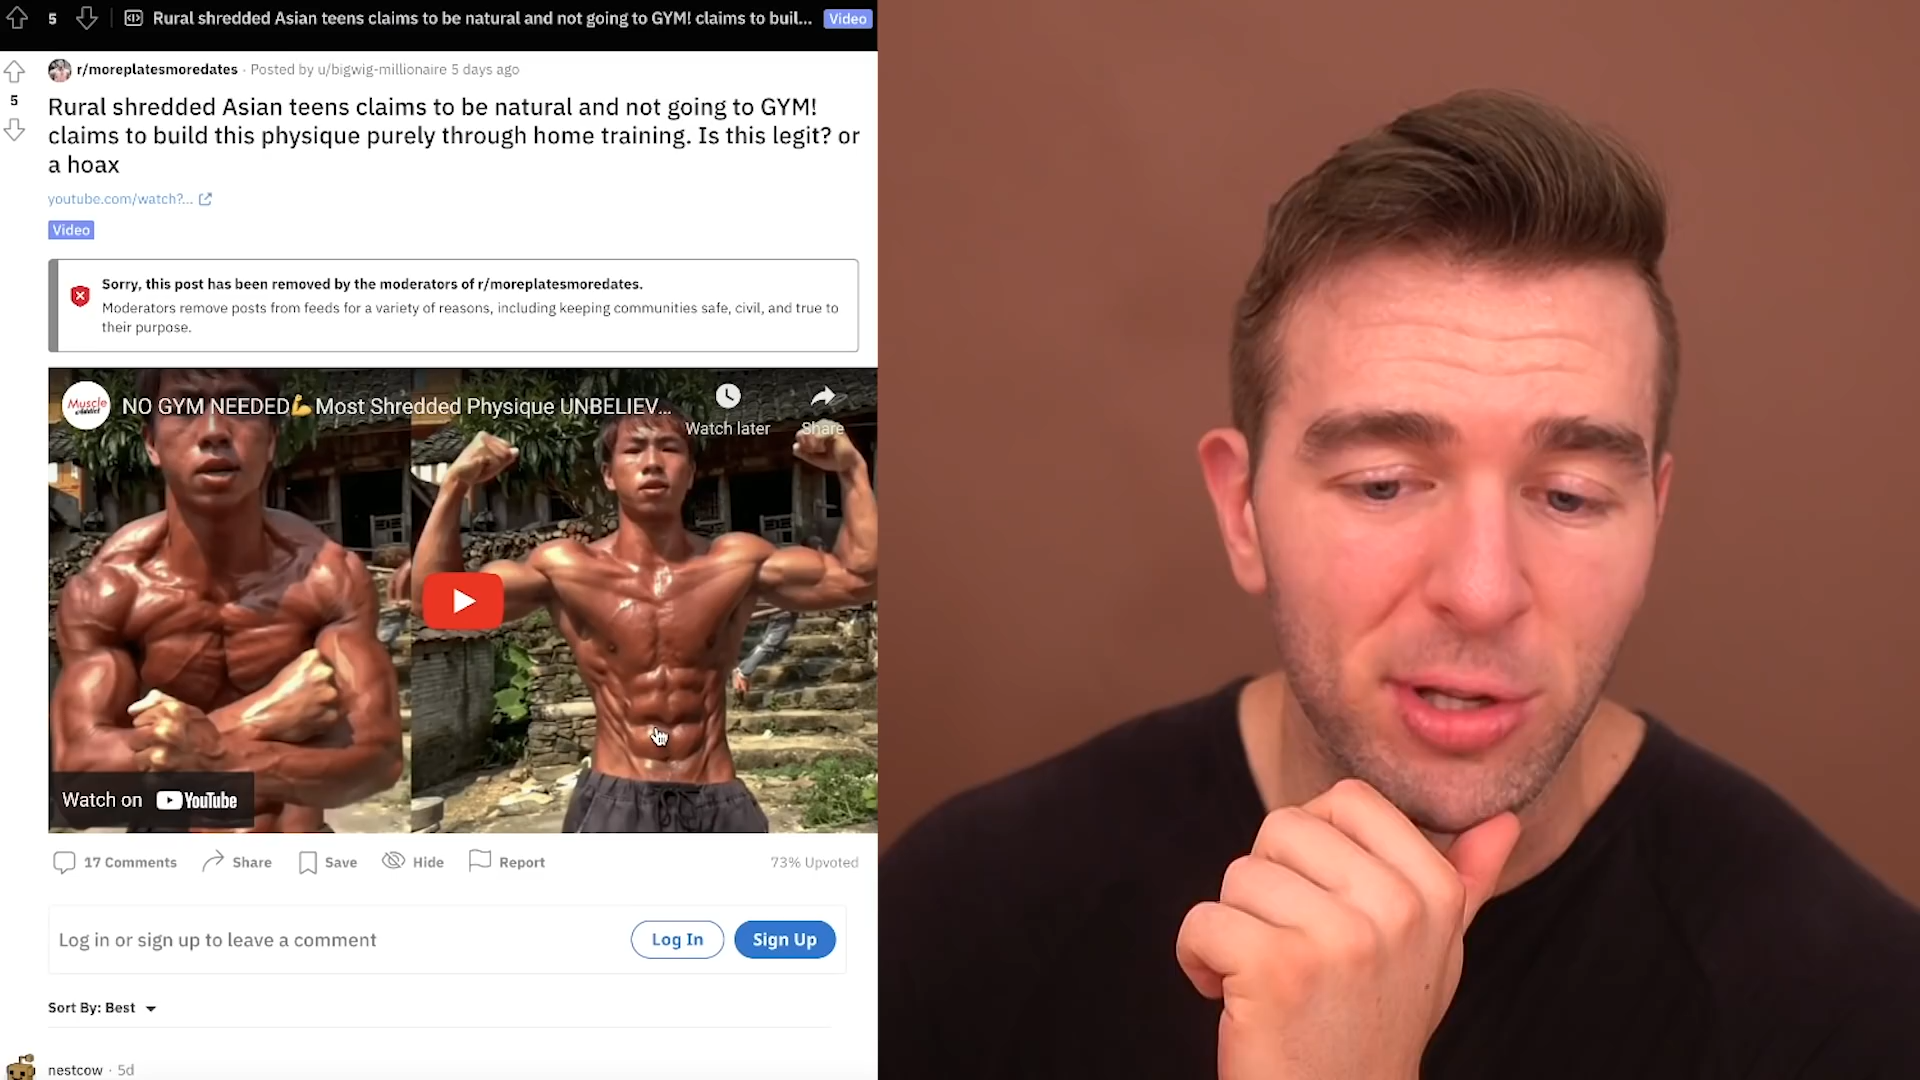 5
Rural shredded Asian teens claims to be natural and not going to GYM! claims to buil...
Video
r/moreplatesmoredates · Posted by u/bigwig-millionaire 5 days ago
5
Rural shredded Asian teens claims to be natural and not going to GYM!
claims to build this physique purely through home training. Is this legit? or
a hoax
youtube.com/watch?...
Video
Sorry, this post has been removed by the moderators of r/moreplatesmoredates.
Moderators remove posts from feeds for a variety of reasons, including keeping communities safe, civil, and true to
their purpose.
Muscle
Addict
NO GYM NEEDED💪Most Shredded Physique UNBELIEV...
Watch later
Share
Watch on YouTube
17 Comments
Share
Save
Hide
Report
73% Upvoted
Log in or sign up to leave a comment
Log In
Sign Up
Sort By: Best
nestcow · 5d